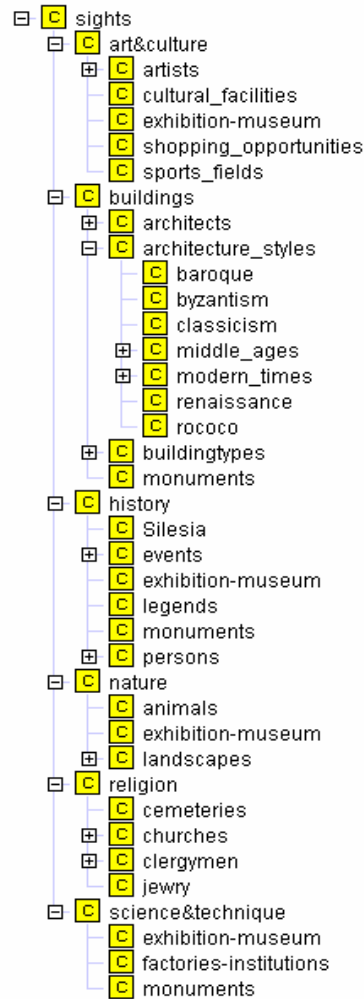 C sights
C art&culture
C artists
C cultural_facilities
C exhibition-museum
C shopping_opportunities
C sports_fields
C buildings
C architects
C architecture_styles
C baroque
C byzantism
C classicism
C middle_ages
C modern_times
C renaissance
C rococo
C buildingtypes
C monuments
C history
C Silesia
C events
C exhibition-museum
C legends
C monuments
C persons
C nature
C animals
C exhibition-museum
C landscapes
C religion
C cemeteries
C churches
C clergymen
C jewry
C science&technique
C exhibition-museum
C factories-institutions
C monuments